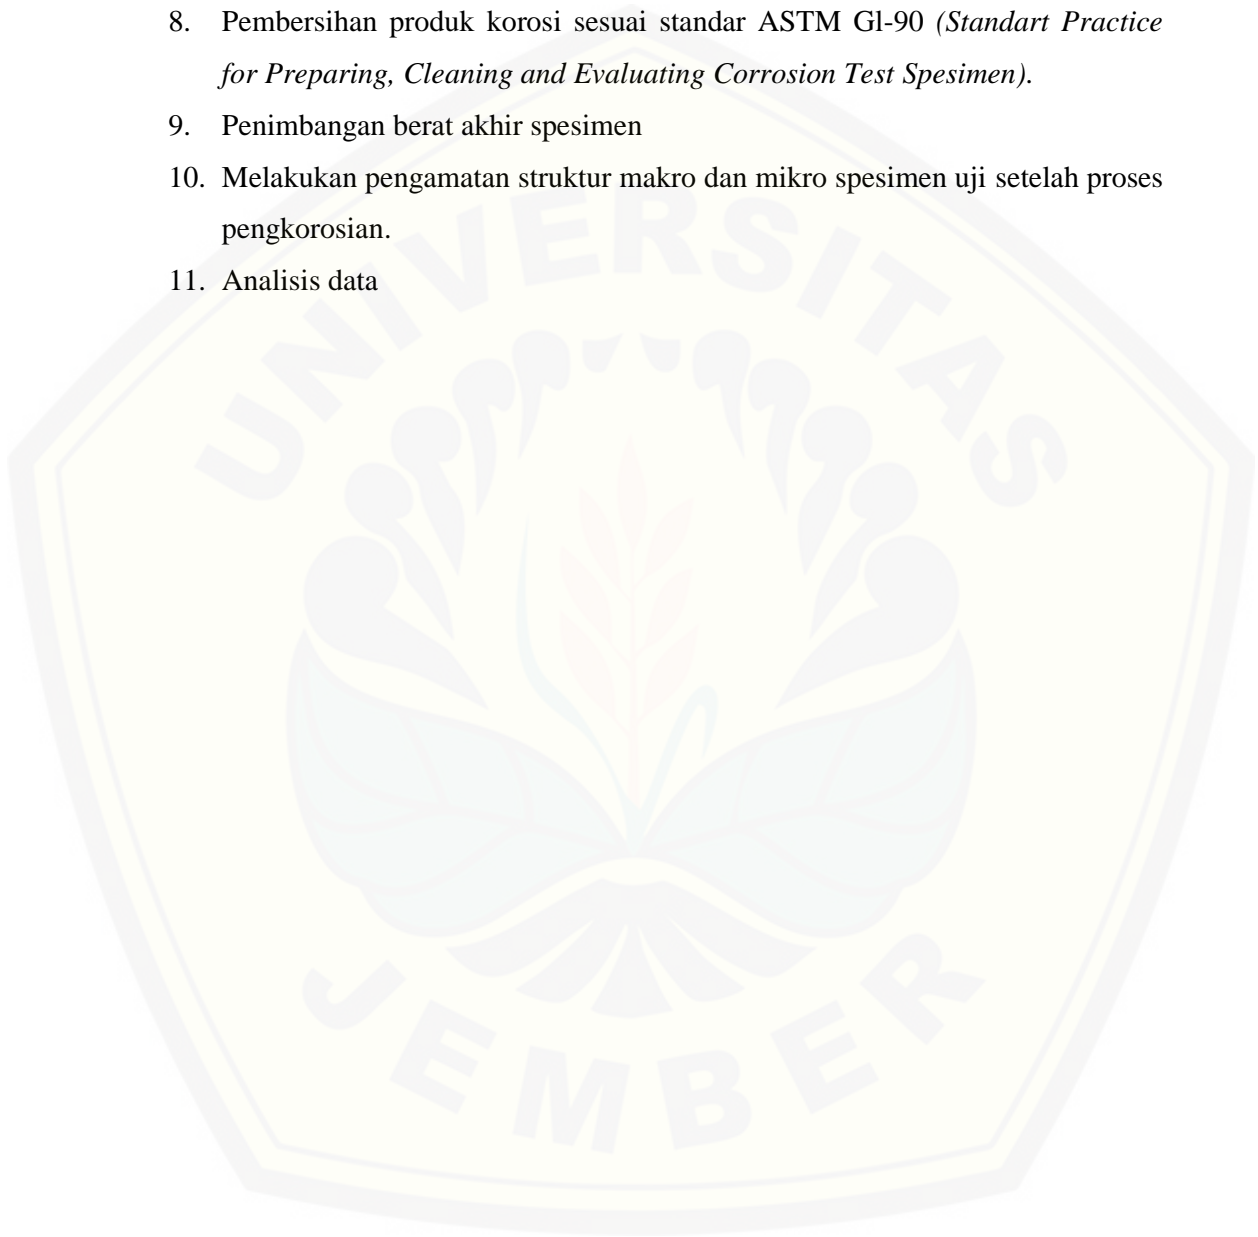 8. Pembersihan produk korosi sesuai standar ASTM Gl-90 (Standart Practice
for Preparing, Cleaning and Evaluating Corrosion Test Spesimen).
9. Penimbangan berat akhir spesimen
10. Melakukan pengamatan struktur makro dan mikro spesimen uji setelah proses
pengkorosian.
11. Analisis data
UNIVERSITAS
JEMBER